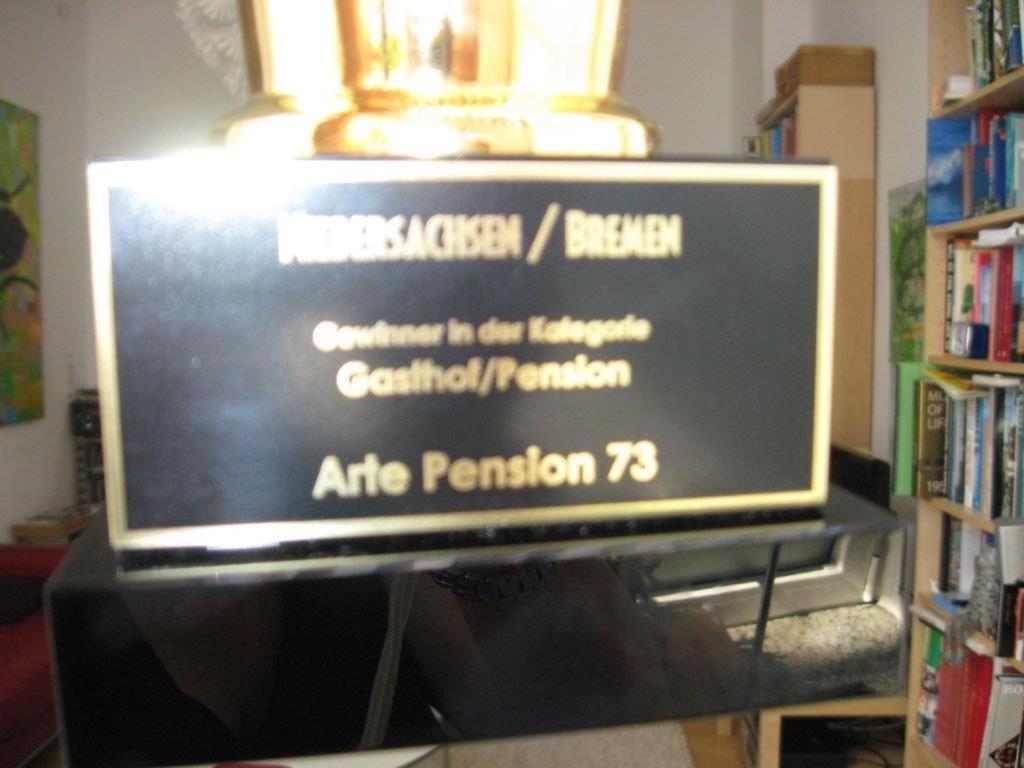 NIEDERSACHSEN / BREMEN
Gewinner in der Kategorie
Gasthof/Pension
Arte Pension 73